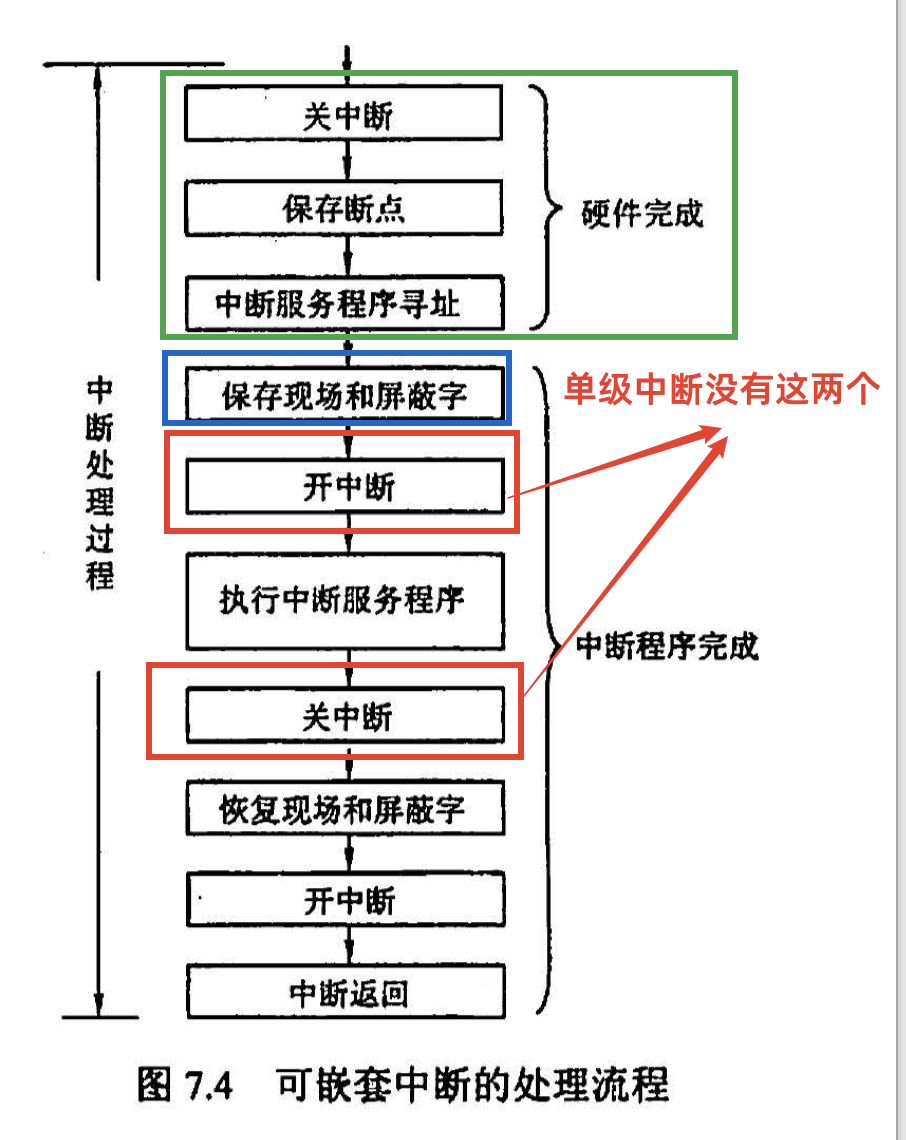 关中断
保存断点
硬件完成
中断服务程序寻址
保存现场和屏蔽字
单级中断没有这两个
中断处理过程
开中断
执行中断服务程序
中断程序完成
关中断
恢复现场和屏蔽字
开中断
中断返回
图 7.4 可嵌套中断的处理流程